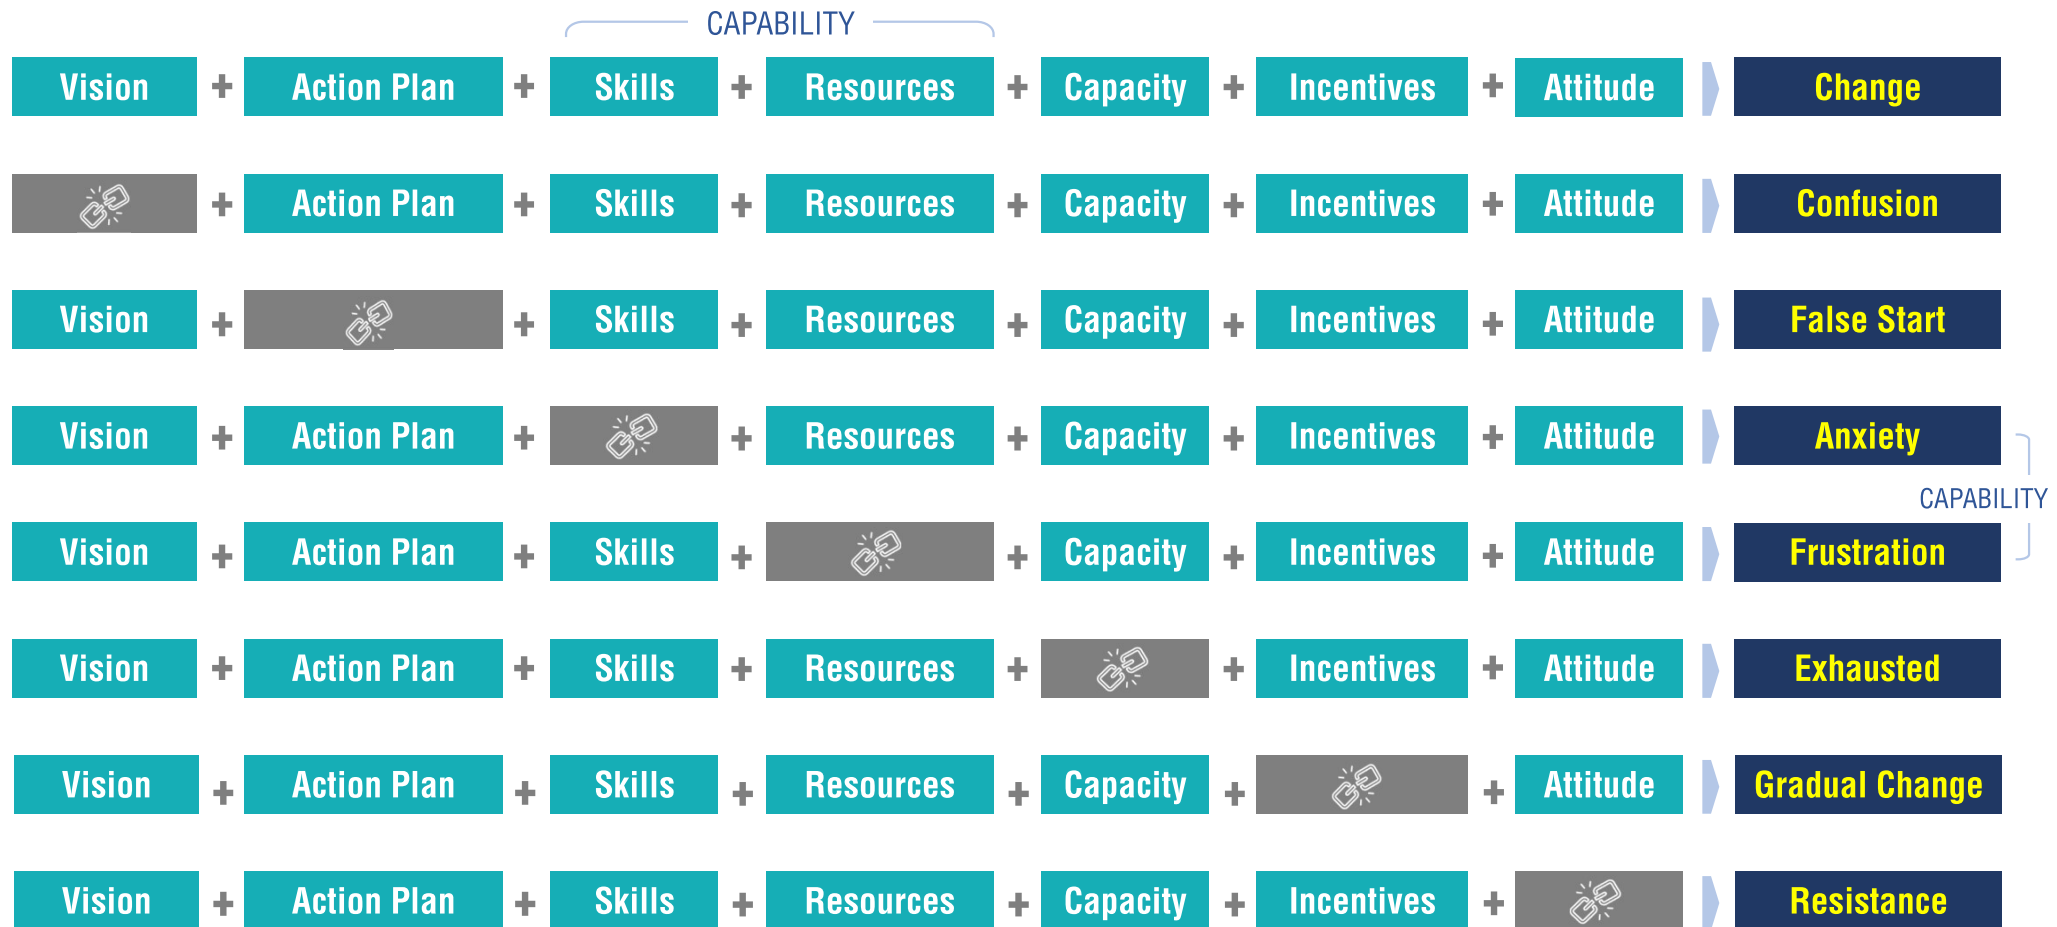 CAPABILITY
Vision + Action Plan + Skills + Resources + Capacity + Incentives + Attitude Change
+ Action Plan + Skills + Resources + Capacity + Incentives + Attitude Confusion
Vision + + Skills + Resources + Capacity + Incentives + Attitude False Start
Vision + Action Plan + + Resources + Capacity + Incentives + Attitude Anxiety
CAPABILITY
Vision + Action Plan + Skills + + Capacity + Incentives + Attitude Frustration
Vision + Action Plan + Skills + Resources + + Incentives + Attitude Exhausted
Vision + Action Plan + Skills + Resources + Capacity + + Attitude Gradual Change
Vision + Action Plan + Skills + Resources + Capacity + Incentives + Resistance